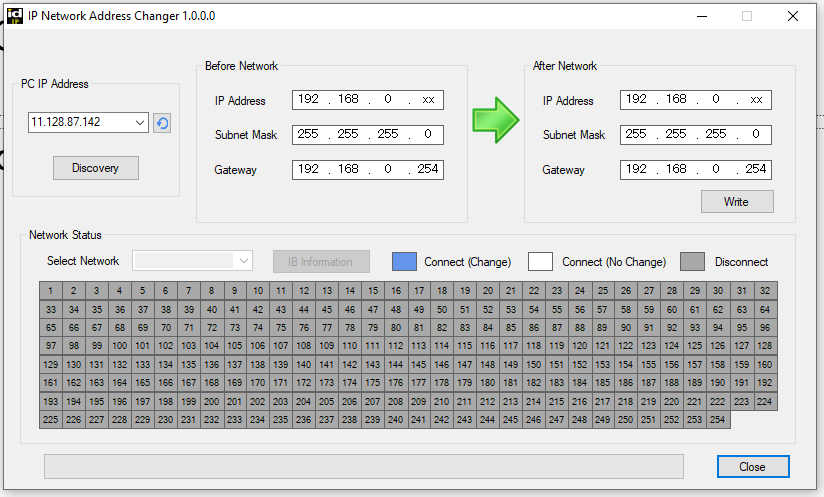 id
IP
IP Network Address Changer 1.0.0.0
PC IP Address
11.128.87.142
Discovery
Before Network
IP Address 192 . 168 . 0 . xx
Subnet Mask 255 . 255 . 255 . 0
Gateway 192 . 168 . 0 . 254
After Network
IP Address 192 . 168 . 0 . xx
Subnet Mask 255 . 255 . 255 . 0
Gateway 192 . 168 . 0 . 254
Write
Network Status
Select Network IB Information Connect (Change) Connect (No Change) Disconnect
1 2 3 4 5 6 7 8 9 10 11 12 13 14 15 16 17 18 19 20 21 22 23 24 25 26 27 28 29 30 31 32
33 34 35 36 37 38 39 40 41 42 43 44 45 46 47 48 49 50 51 52 53 54 55 56 57 58 59 60 61 62 63 64
65 66 67 68 69 70 71 72 73 74 75 76 77 78 79 80 81 82 83 84 85 86 87 88 89 90 91 92 93 94 95 96
97 98 99 100 101 102 103 104 105 106 107 108 109 110 111 112 113 114 115 116 117 118 119 120 121 122 123 124 125 126 127 128
129 130 131 132 133 134 135 136 137 138 139 140 141 142 143 144 145 146 147 148 149 150 151 152 153 154 155 156 157 158 159 160
161 162 163 164 165 166 167 168 169 170 171 172 173 174 175 176 177 178 179 180 181 182 183 184 185 186 187 188 189 190 191 192
193 194 195 196 197 198 199 200 201 202 203 204 205 206 207 208 209 210 211 212 213 214 215 216 217 218 219 220 221 222 223 224
225 226 227 228 229 230 231 232 233 234 235 236 237 238 239 240 241 242 243 244 245 246 247 248 249 250 251 252 253 254
Close